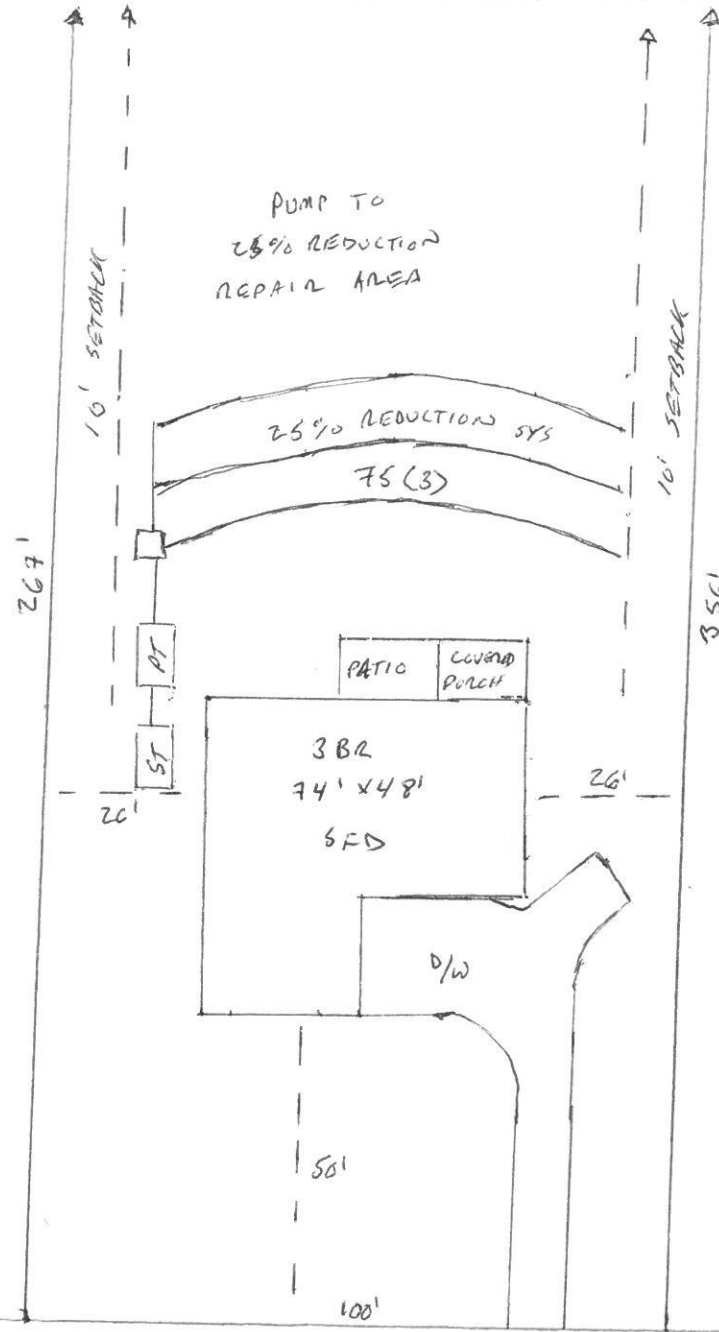 PUMP TO
25% REDUCTION
REPAIR AREA
10' SETBACK
10' SETBACK
25% REDUCTION SYS
75 (3)
267'
356'
PT
ST
PATIO
COVERED
PORCH
3 BR
74' X 48'
SFD
26'
26'
D/W
50'
100'